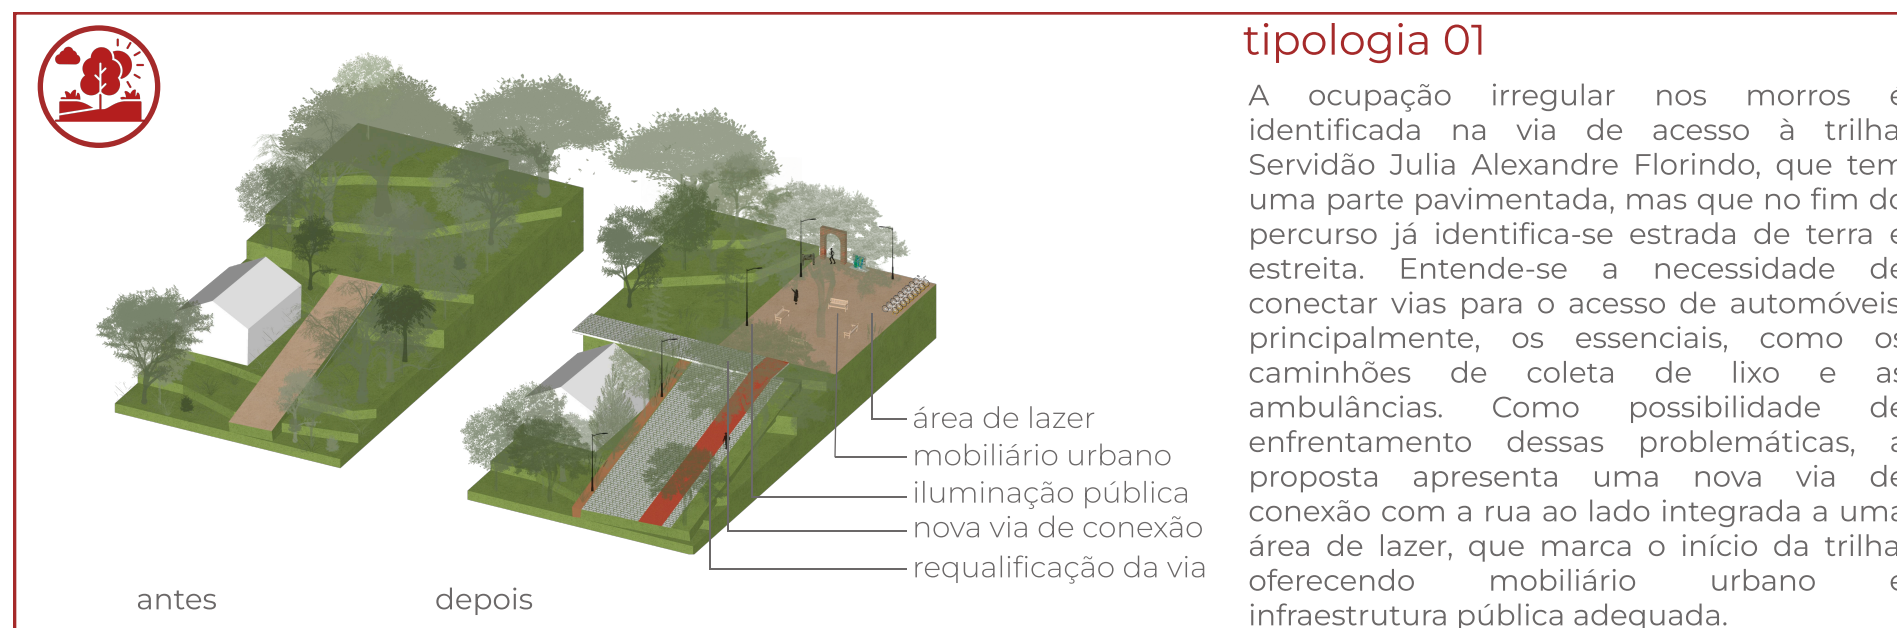 tipologia 01
A ocupação irregular nos morros é
identificada na via de acesso à trilha
Servidão Julia Alexandre Florindo, que tem
uma parte pavimentada, mas que no fim do
percurso já identifica-se estrada de terra e
estreita. Entende-se a necessidade de
conectar vias para o acesso de automóveis
principalmente, os essenciais, como os
caminhões de coleta de lixo e as
ambulâncias. Como possibilidade de
enfrentamento dessas problemáticas, a
proposta apresenta uma nova via de
conexão com a rua ao lado integrada a uma
área de lazer, que marca o início da trilha
oferecendo mobiliário urbano e
infraestrutura pública adequada.
área de lazer
mobiliário urbano
iluminação pública
nova via de conexão
requalificação da via
antes
depois